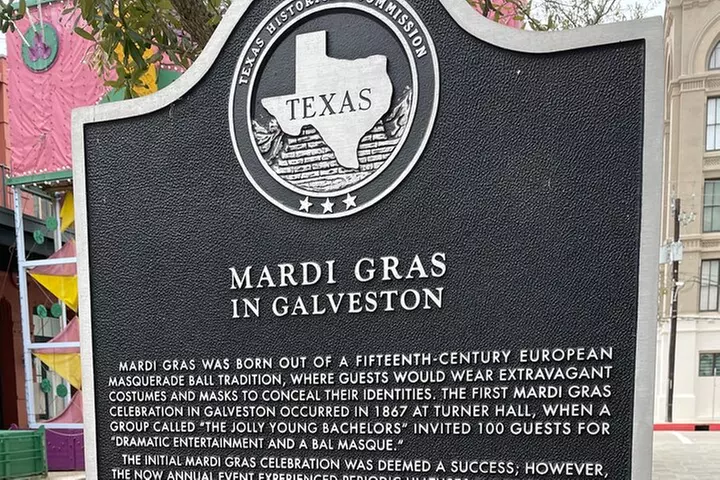 TEXAS HISTORICAL COMMISSION
TEXAS
MARDI GRAS
IN GALVESTON
MARDI GRAS WAS BORN OUT OF A FIFTEENTH-CENTURY EUROPEAN
MASQUERADE BALL TRADITION, WHERE GUESTS WOULD WEAR EXTRAVAGANT
COSTUMES AND MASKS TO CONCEAL THEIR IDENTITIES. THE FIRST MARDI GRAS
CELEBRATION IN GALVESTON OCCURRED IN 1867 AT TURNER HALL, WHEN A
GROUP CALLED "THE JOLLY YOUNG BACHELORS" INVITED 100 GUESTS FOR
"DRAMATIC ENTERTAINMENT AND A BAL MASQUE."
THE INITIAL MARDI GRAS CELEBRATION WAS DEEMED A SUCCESS; HOWEVER,
THE NOW ANNUAL EVENT EXPERIENCED PERIODIC